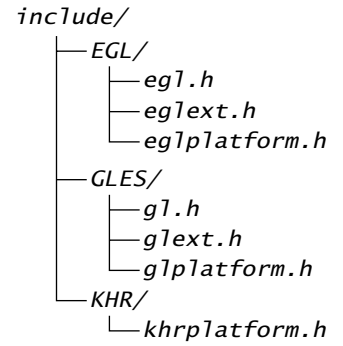 include/
EGL/
egl.h
eglext.h
eglplatform.h
GLES/
gl.h
glext.h
glplatform.h
KHR/
khrplatform.h